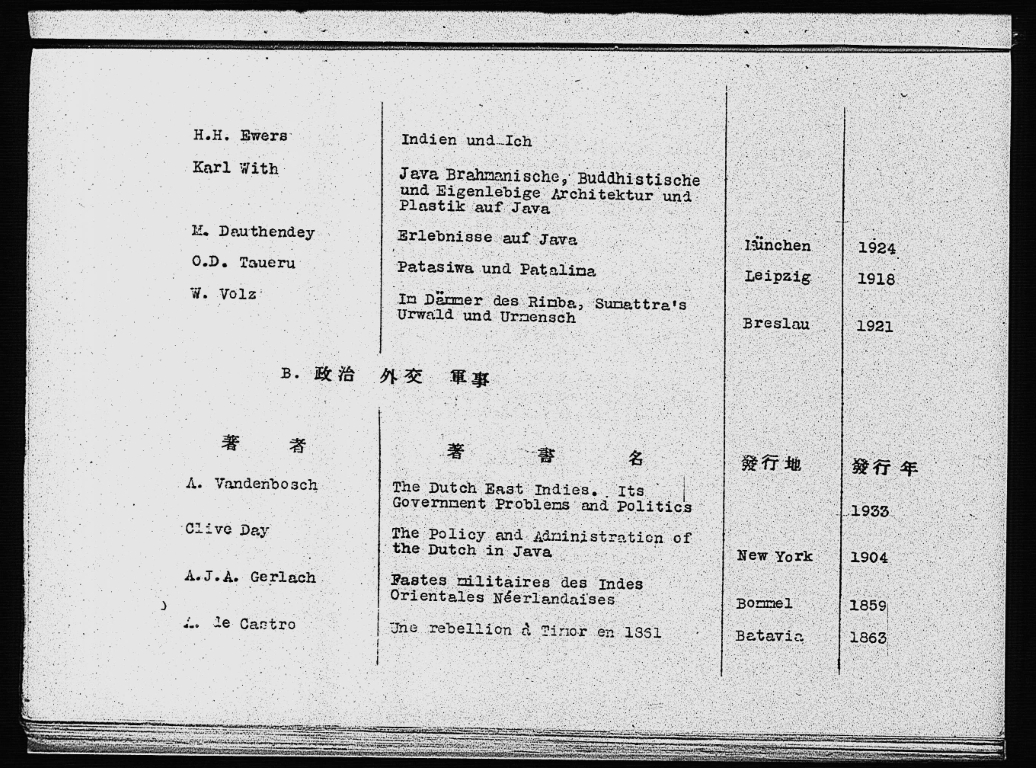 H.H. Ewers Indien und Ich
Karl With Java Brahmanische, Buddhistische
und Eigenlebige Architektur und
Plastik auf Java
M. Dauthendey Erlebnisse auf Java München 1924
O.D. Taueru Patasiwa und Patalima Leipzig 1918
W. Volz Im Dämmer des Rimba, Sumattra's
Urwald und Urmensch Breslau 1921
B. 政治 外交 軍事
著者 著書名 發行地 發行年
A. Vandenbosch The Dutch East Indies. Its
Government Problems and Politics 1933
Clive Day The Policy and Administration of
the Dutch in Java New York 1904
A.J.A. Gerlach Fastes militaires des Indes
Orientales Néerlandaises Bommel 1859
A. le Castro Une rebellion à Timor en 1861 Batavia 1863